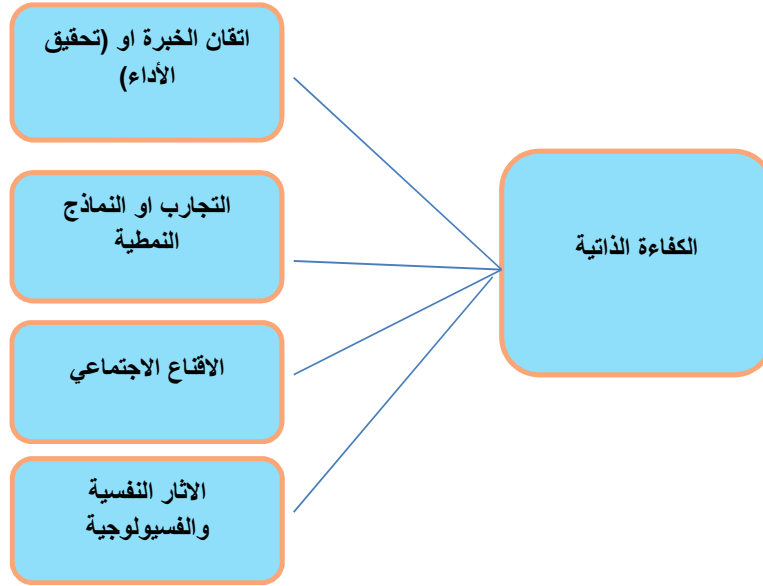 اتقان الخبرة او (تحقيق
الأداء)
التجارب او النماذج
النمطية
الكفاءة الذاتية
الاقناع الاجتماعي
الاثار النفسية
والفسيولوجية